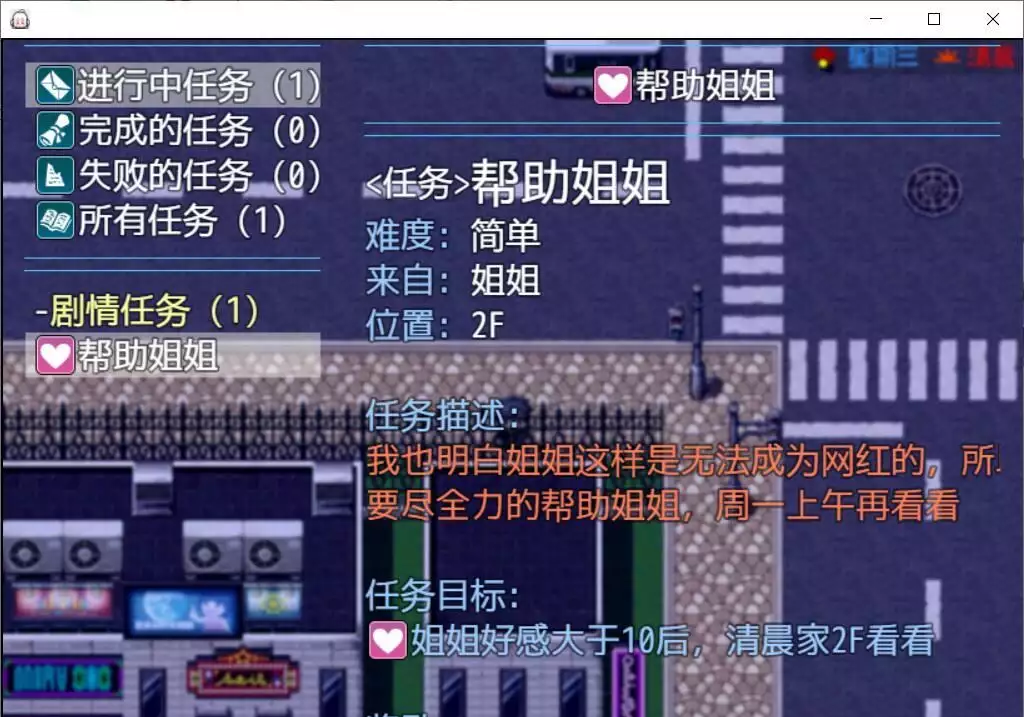 进行中任务（1）
完成的任务（0）
失败的任务（0）
所有任务（1）
-剧情任务（1）
帮助姐姐
星期三
帮助姐姐
<任务>帮助姐姐
难度：简单
来自：姐姐
位置：2F
任务描述：
我也明白姐姐这样是无法成为网红的，所
要尽全力的帮助姐姐，周一上午再看看
任务目标：
姐姐好感大于10后，清晨家2F看看